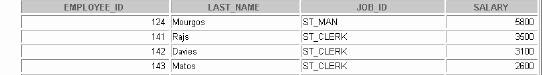 EMPLOYEE_ID LAST_NAME JOB_ID SALARY
124 Mourgos ST_MAN 5800
141 Rajs ST_CLERK 3500
142 Davies ST_CLERK 3100
143 Matos ST_CLERK 2600